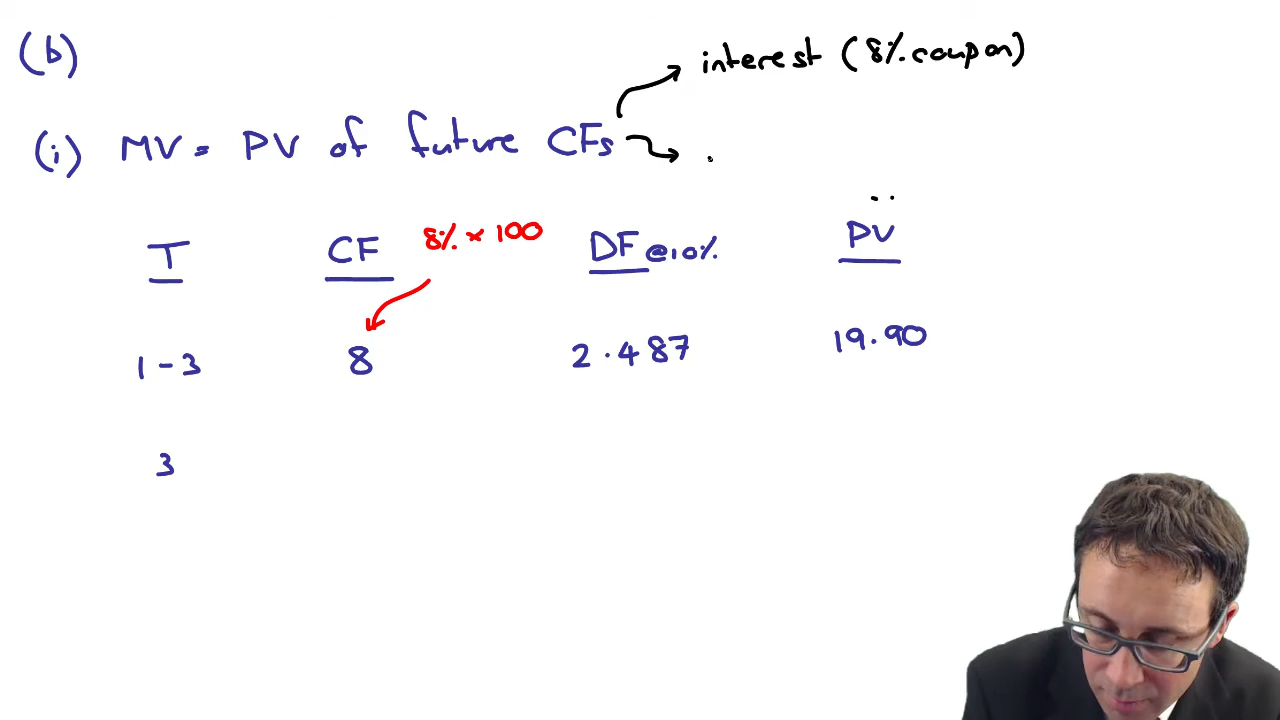 (b)
interest (8% coupon)
(i) MV = PV of future CFs
T CF 8% × 100 DF @10% PV
1 - 3 8 2.487 19.90
3